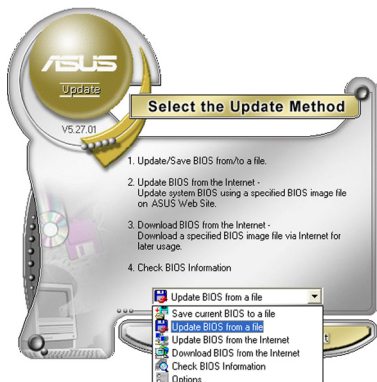 ASUS
Update
V5.27.01
Select the Update Method
1. Update/Save BIOS from/to a file.
2. Update BIOS from the Internet -
Update system BIOS using a specified BIOS image file
on ASUS Web Site.
3. Download BIOS from the Internet -
Download a specified BIOS image file via Internet for
later usage.
4. Check BIOS Information
Update BIOS from a file
Save current BIOS to a file
Update BIOS from a file
Update BIOS from the Internet
Download BIOS from the Internet
Check BIOS Information
Options